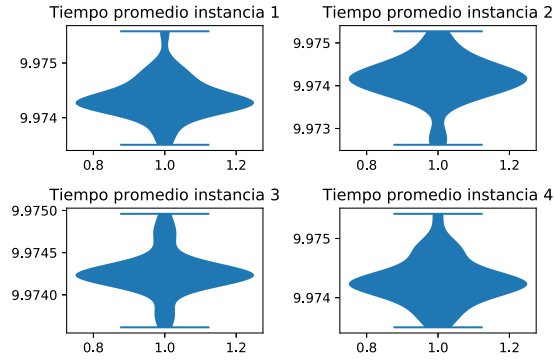 Tiempo promedio instancia 1
9.975
9.974
0.8 1.0 1.2
Tiempo promedio instancia 2
9.975
9.974
9.973
0.8 1.0 1.2
Tiempo promedio instancia 3
9.9750
9.9745
9.9740
0.8 1.0 1.2
Tiempo promedio instancia 4
9.975
9.974
0.8 1.0 1.2